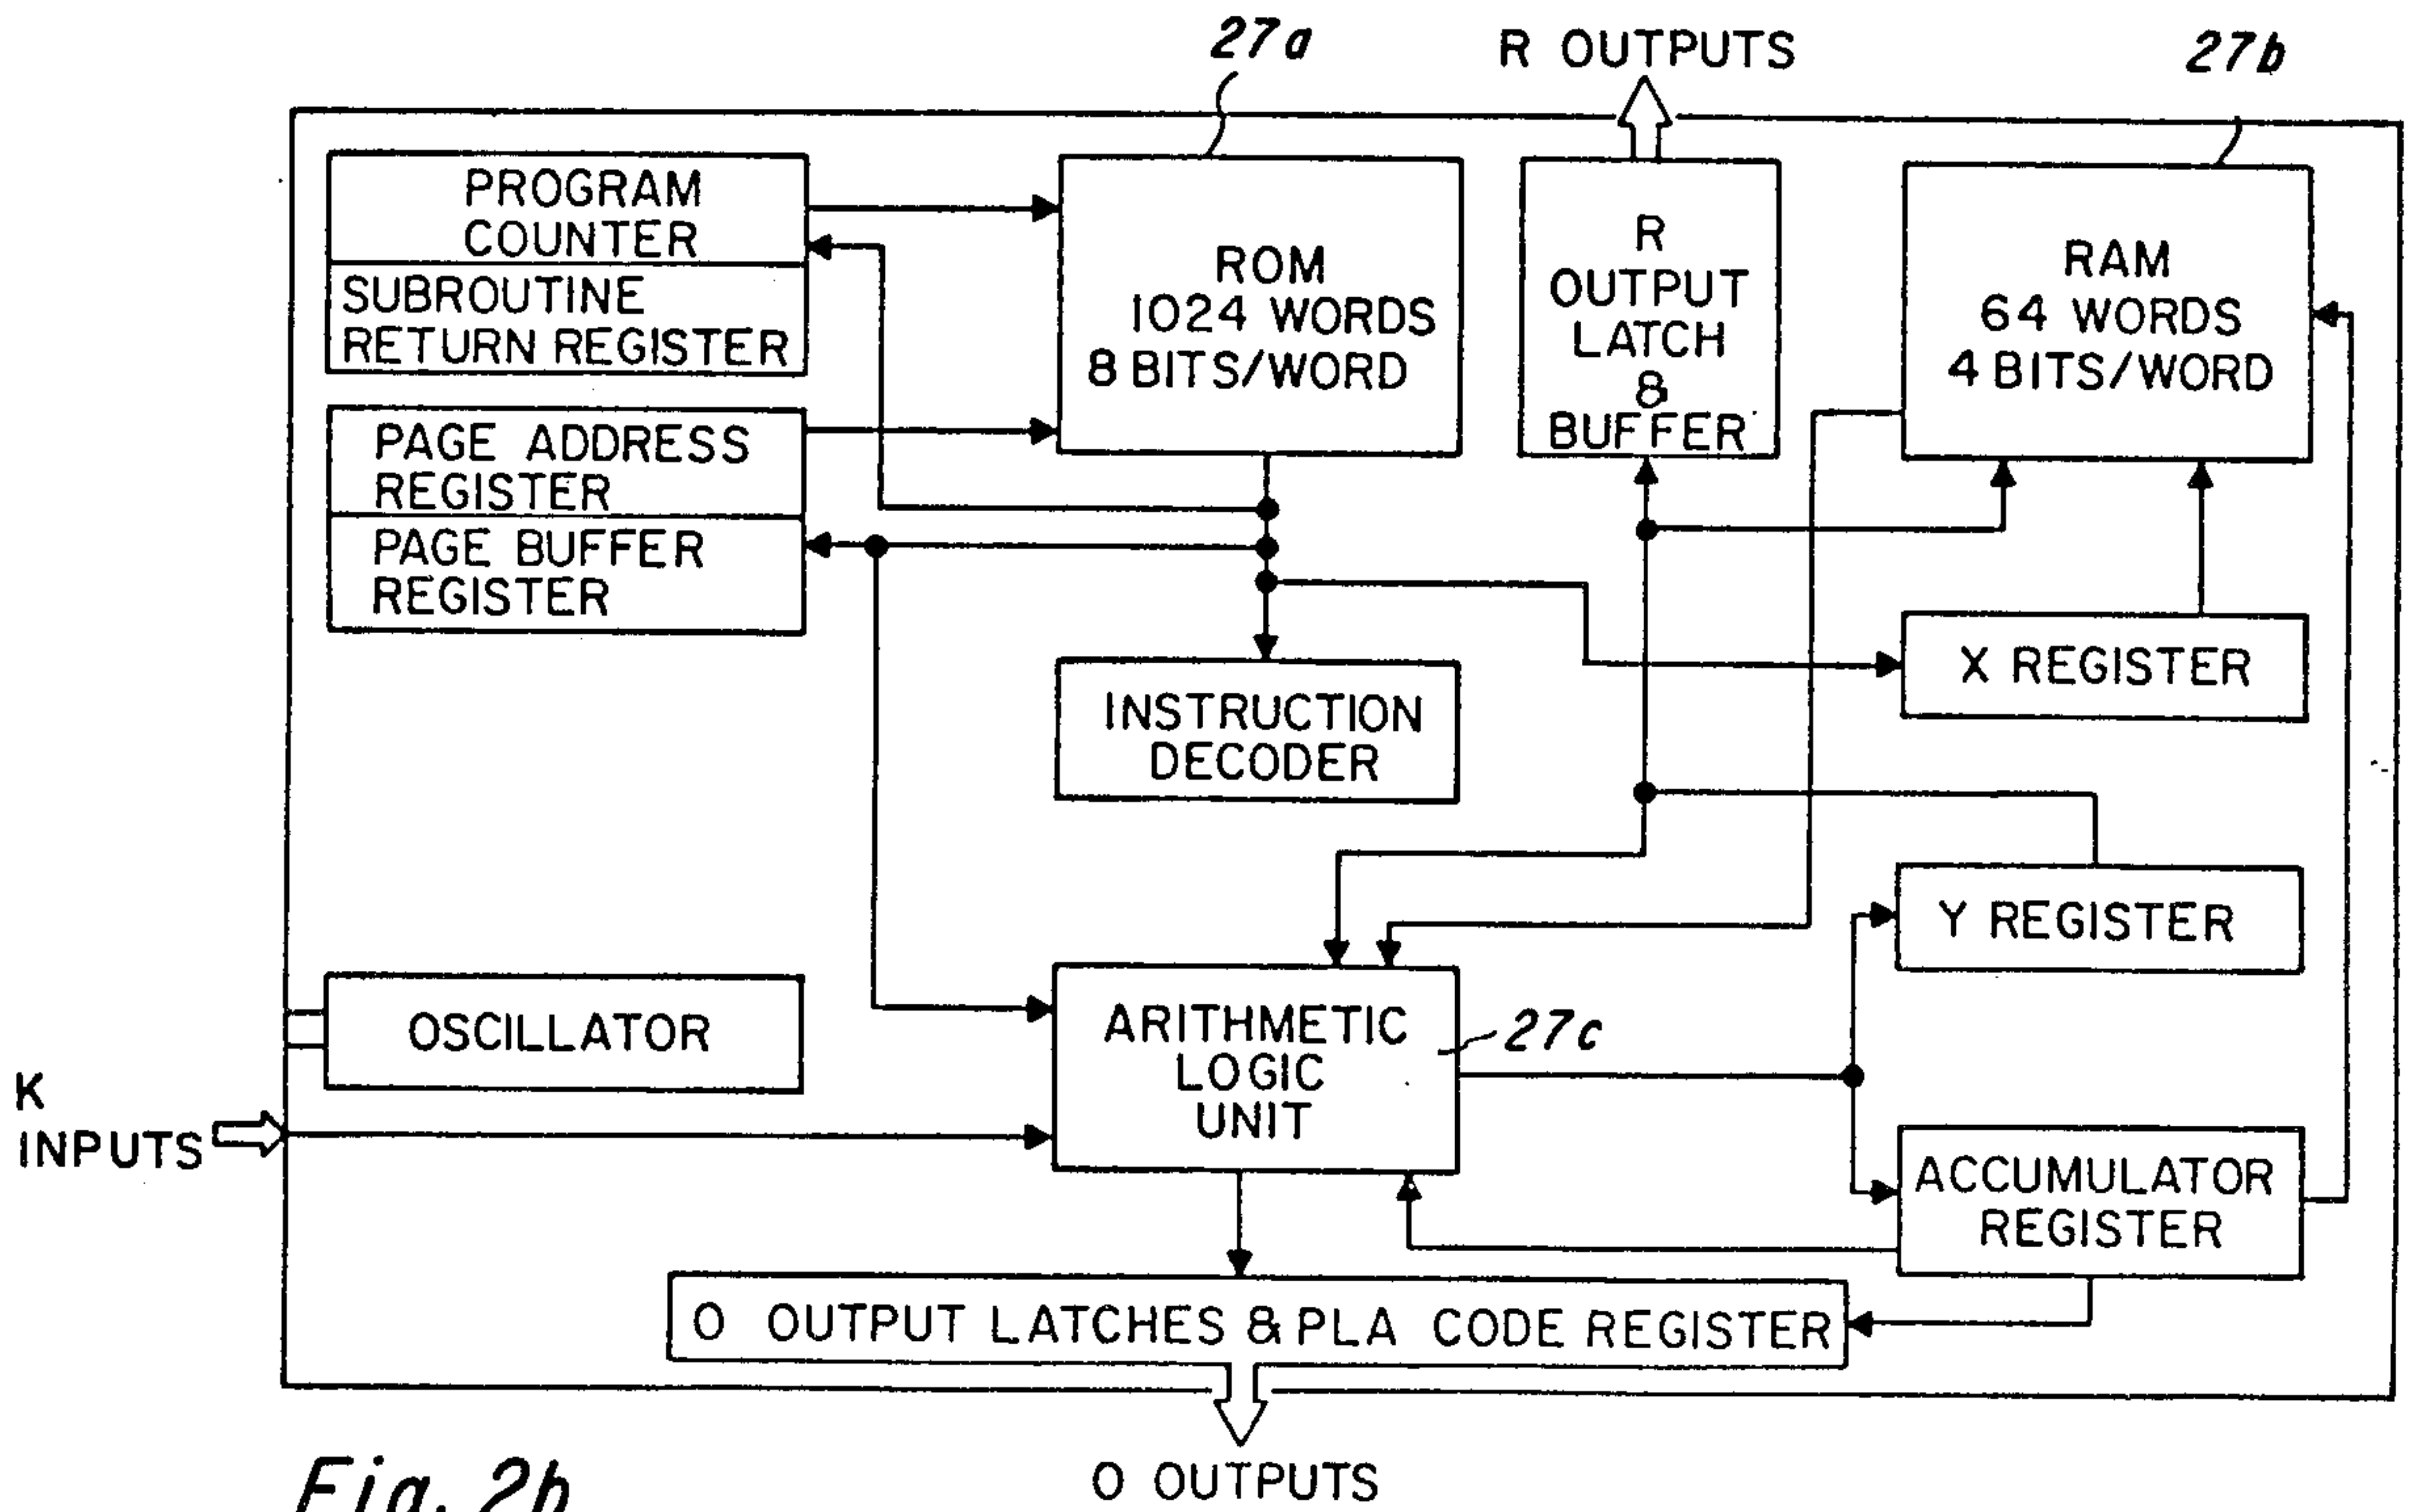 27a
R OUTPUTS
27b
PROGRAM
COUNTER
SUBROUTINE
RETURN REGISTER
PAGE ADDRESS
REGISTER
PAGE BUFFER
REGISTER
ROM
1024 WORDS
8 BITS/WORD
R
OUTPUT
LATCH
&
BUFFER
RAM
64 WORDS
4 BITS/WORD
INSTRUCTION
DECODER
X REGISTER
Y REGISTER
OSCILLATOR
K
INPUTS
ARITHMETIC
LOGIC
UNIT
27c
ACCUMULATOR
REGISTER
O OUTPUT LATCHES & PLA CODE REGISTER
O OUTPUTS
Fig. 2b